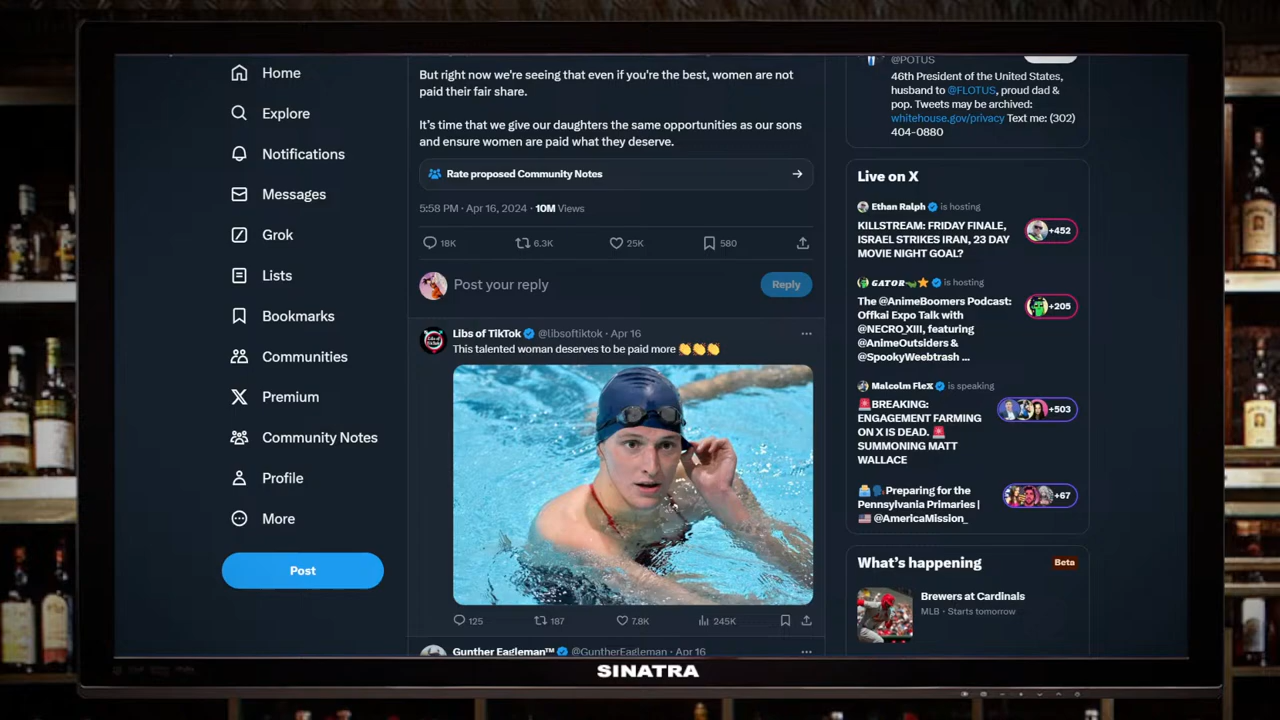 Home
Explore
Notifications
Messages
Grok
Lists
Bookmarks
Communities
Premium
Community Notes
Profile
More
Post
But right now we're seeing that even if you're the best, women are not
paid their fair share.
It's time that we give our daughters the same opportunities as our sons
and ensure women are paid what they deserve.
Rate proposed Community Notes
5:58 PM · Apr 16, 2024 · 10M Views
18K 6.3K 25K 580
Post your reply
Reply
Libs of TikTok @libsoftiktok · Apr 16
This talented woman deserves to be paid more 👏👏👏
125 187 7.8K 245K
Gunther Eagleman™ @GuntherEagleman · Apr 16
@POTUS
46th President of the United States,
husband to @FLOTUS, proud dad &
pop. Tweets may be archived:
whitehouse.gov/privacy Text me: (302)
404-0880
Live on X
Ethan Ralph is hosting
KILLSTREAM: FRIDAY FINALE,
ISRAEL STRIKES IRAN, 23 DAY
MOVIE NIGHT GOAL?
+452
GATOR is hosting
The @AnimeBoomers Podcast:
Offkai Expo Talk with
@NECRO_XIII, featuring
@AnimeOutsiders &
@SpookyWeebtrash ...
+205
Malcolm FleX is speaking
🚨BREAKING:
ENGAGEMENT FARMING
ON X IS DEAD. 🚨
SUMMONING MATT
WALLACE
+503
Preparing for the
Pennsylvania Primaries |
🇺🇸 @AmericaMission_
+67
What's happening
Beta
Brewers at Cardinals
MLB · Starts tomorrow
SINATRA